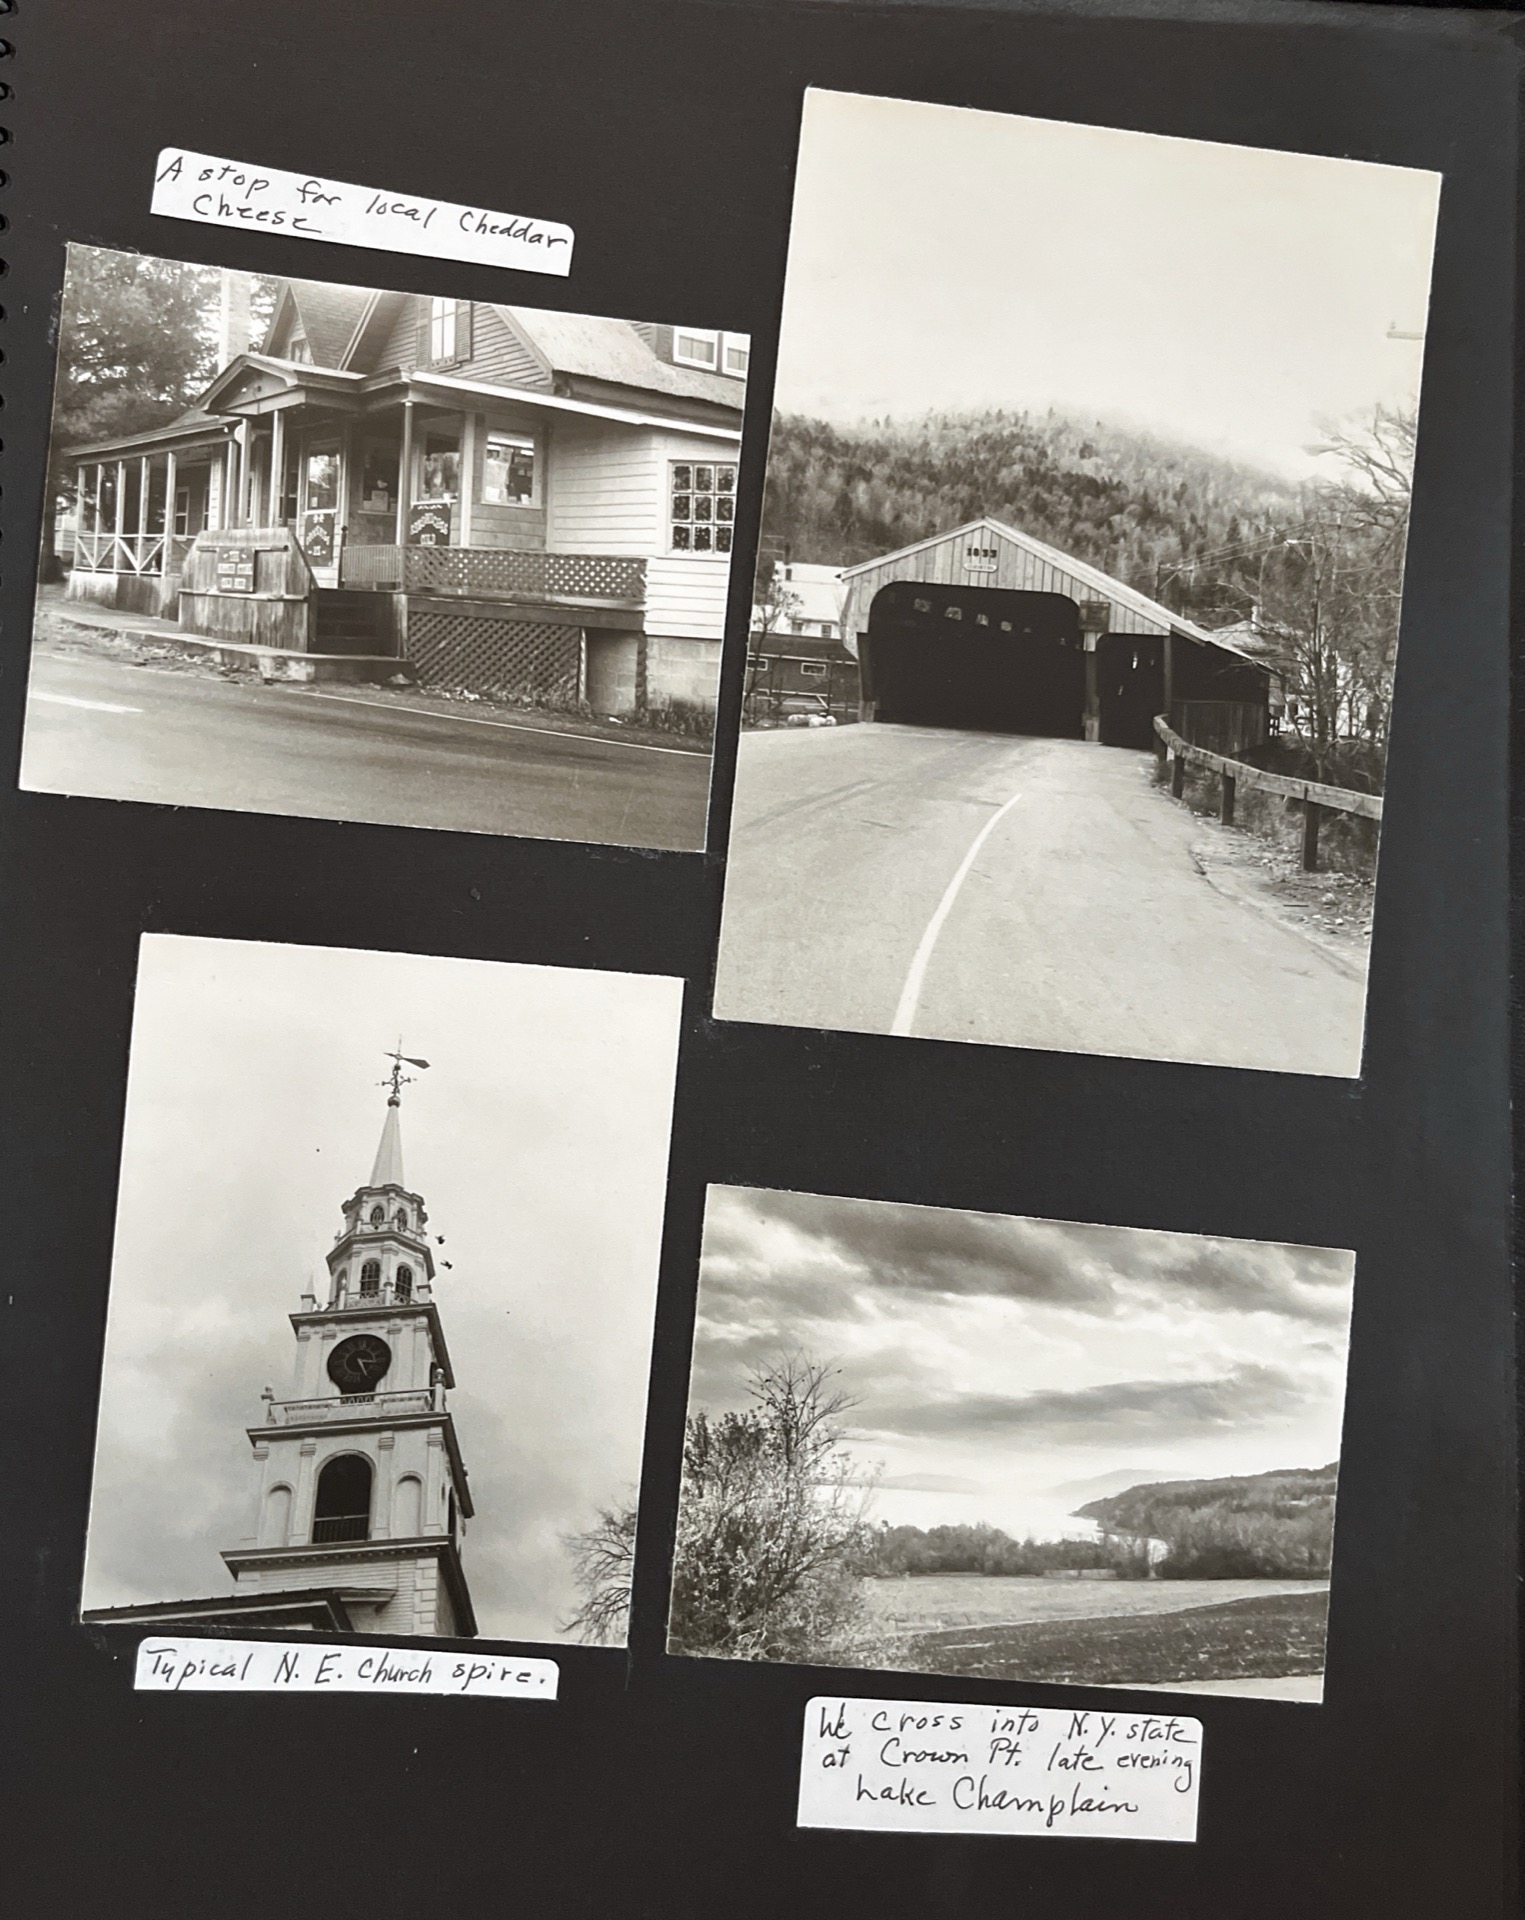 A stop for local Cheddar
Cheese
1833
Typical N. E. Church spire.
We cross into N.Y. state
at Crown Pt. late evening
Lake Champlain